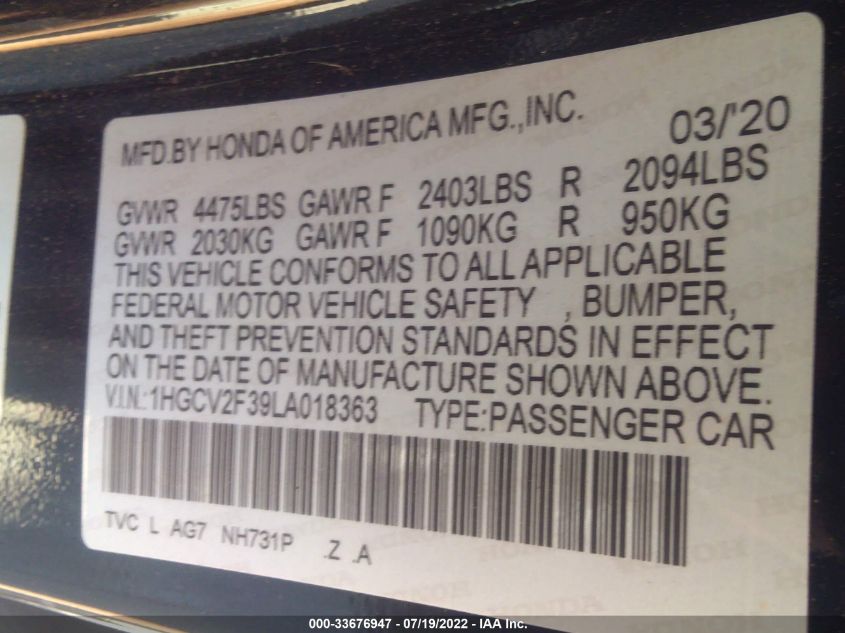 MFD.BY HONDA OF AMERICA MFG.,INC. 03/'20
GVWR 4475LBS GAWR F 2403LBS R 2094LBS
GVWR 2030KG GAWR F 1090KG R 950KG
THIS VEHICLE CONFORMS TO ALL APPLICABLE
FEDERAL MOTOR VEHICLE SAFETY , BUMPER,
AND THEFT PREVENTION STANDARDS IN EFFECT
ON THE DATE OF MANUFACTURE SHOWN ABOVE.
V.I.N.:1HGCV2F39LA018363 TYPE:PASSENGER CAR
TVC L AG7 NH731P .Z .A
000-33676947 - 07/19/2022 - IAA Inc.